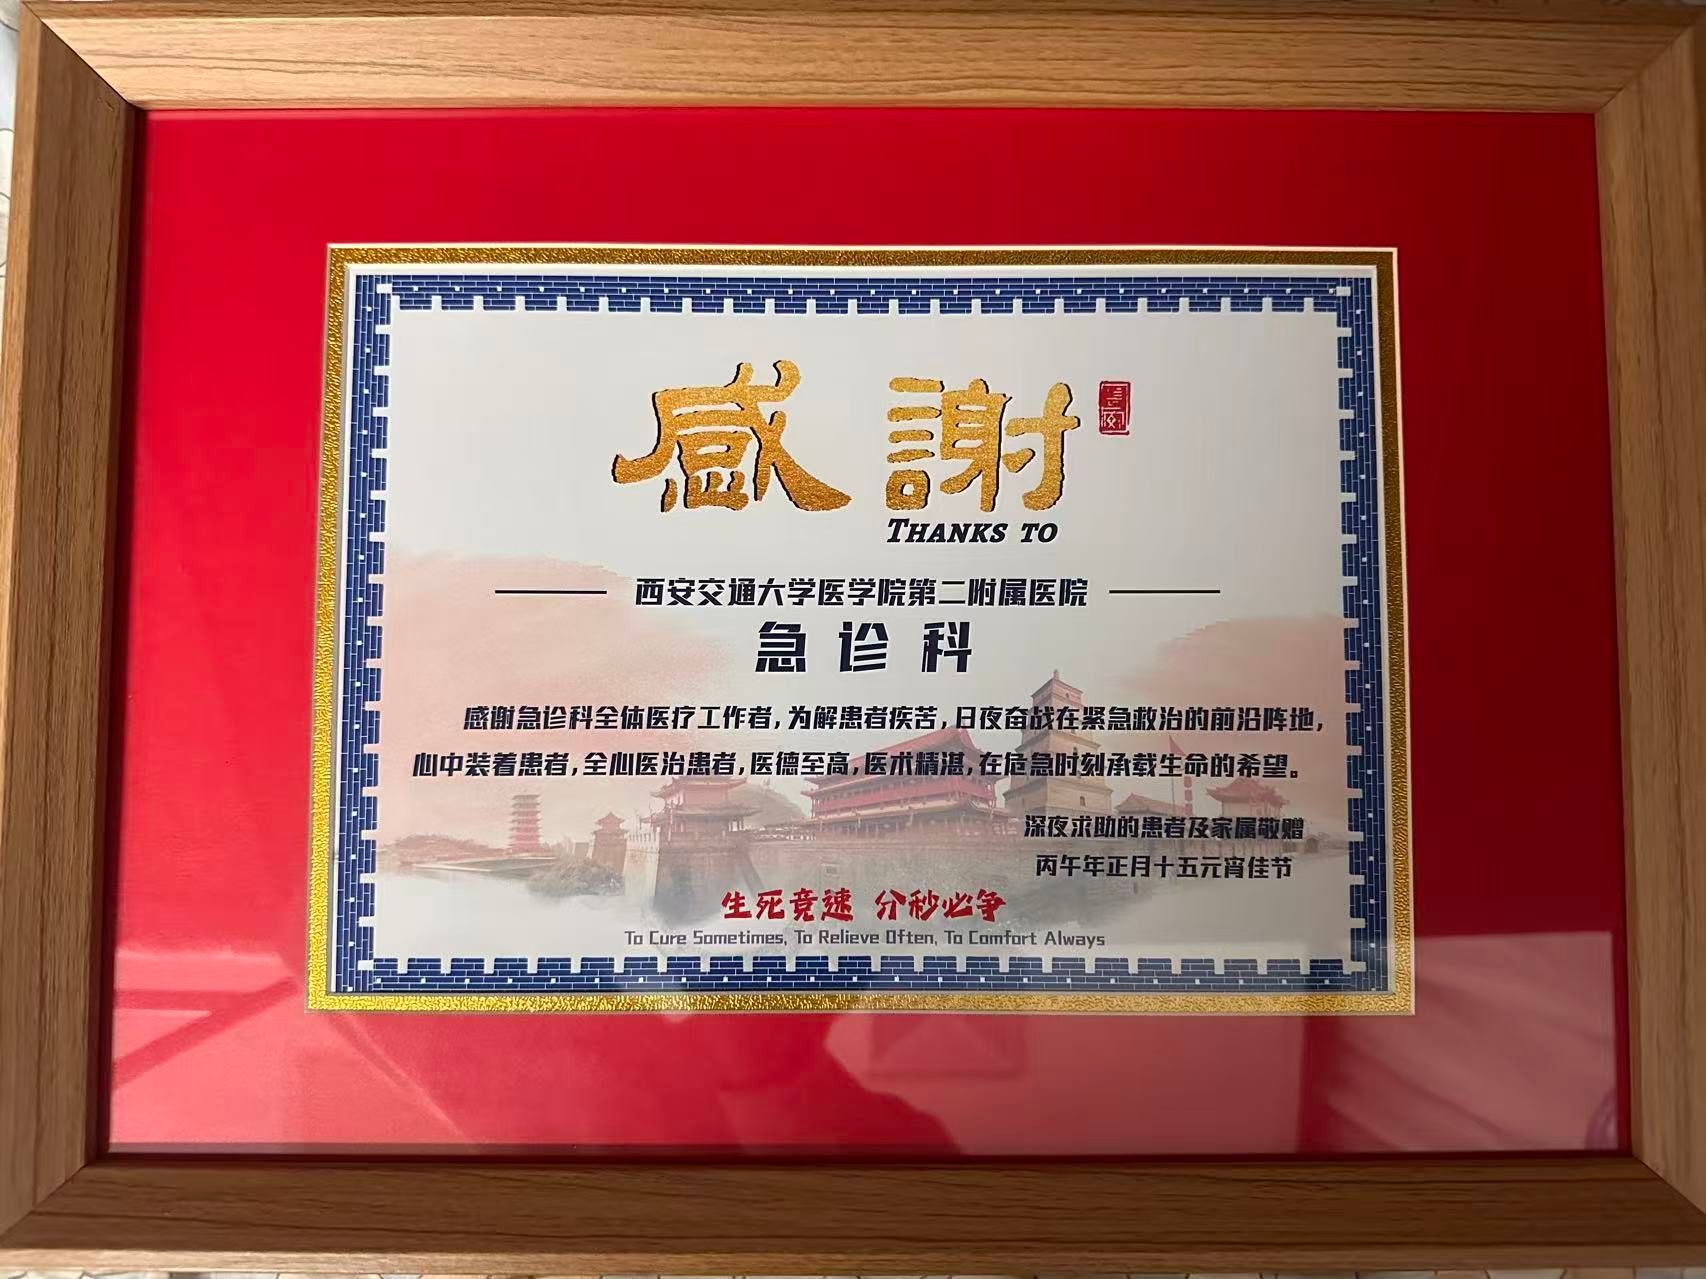 感謝
THANKS TO
西安交通大学医学院第二附属医院
急诊科
感谢急诊科全体医疗工作者,为解患者疾苦,日夜奋战在紧急救治的前沿阵地,
心中装着患者,全心医治患者,医德至高,医术精湛,在危急时刻承载生命的希望。
深夜求助的患者及家属敬赠
丙午年正月十五元宵佳节
生死竞速 分秒必争
To Cure Sometimes, To Relieve Often, To Comfort Always